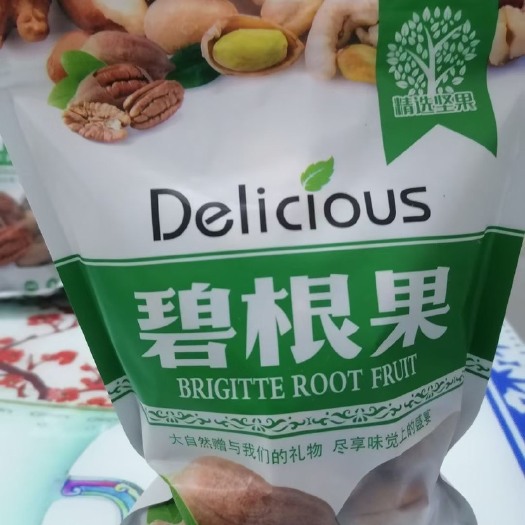 精选坚果
Delicious
碧根果
BRIGITTE ROOT FRUIT
大自然赠与我们的礼物 尽享味觉上的盛宴